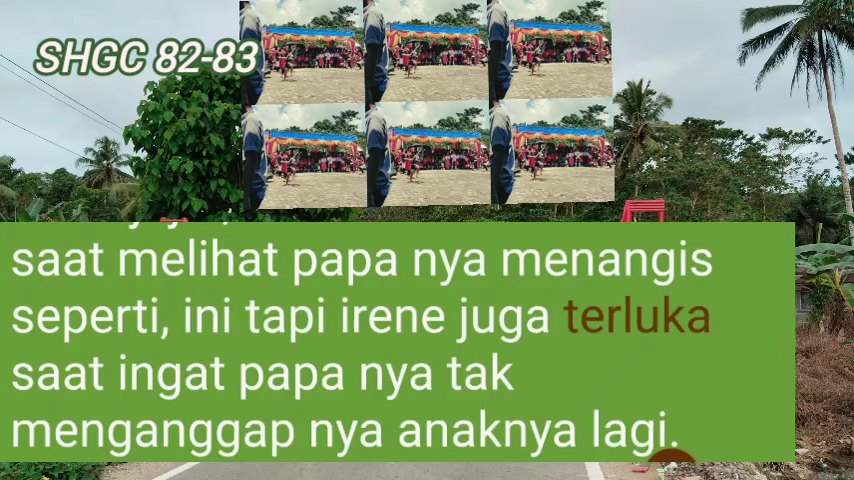 SHGC 82-83
saat melihat papa nya menangis
seperti, ini tapi irene juga terluka
saat ingat papa nya tak
menganggap nya anaknya lagi.